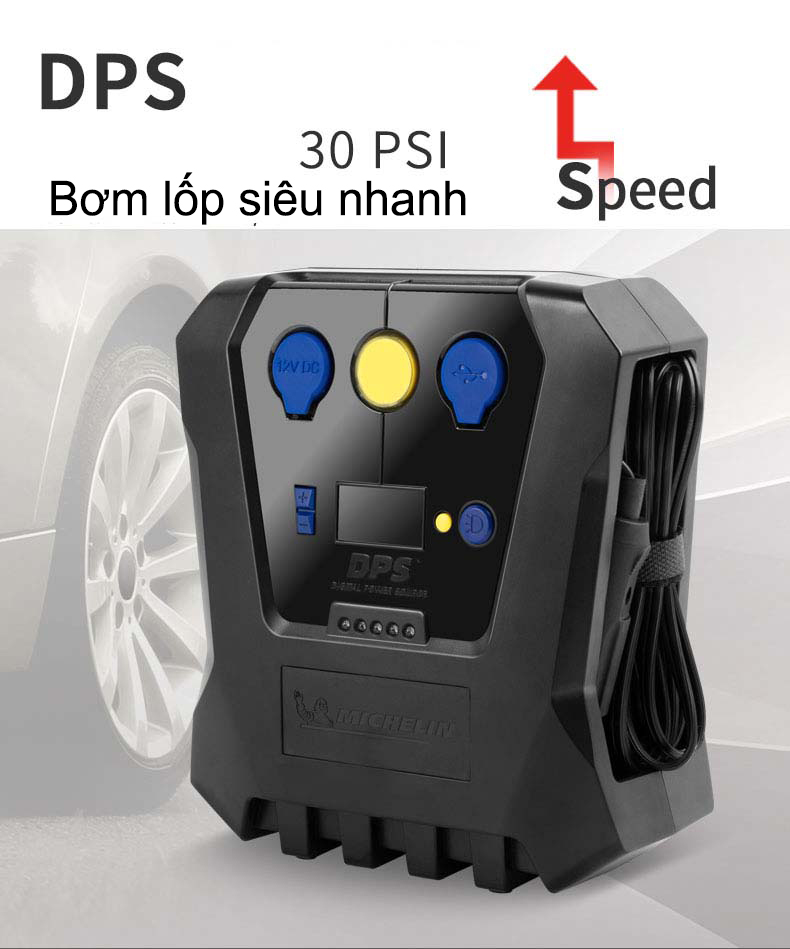 DPS
30 PSI
Speed
Bơm lốp siêu nhanh
12V DC
+
−
DPS
DIGITAL POWER SOURCE
MICHELIN